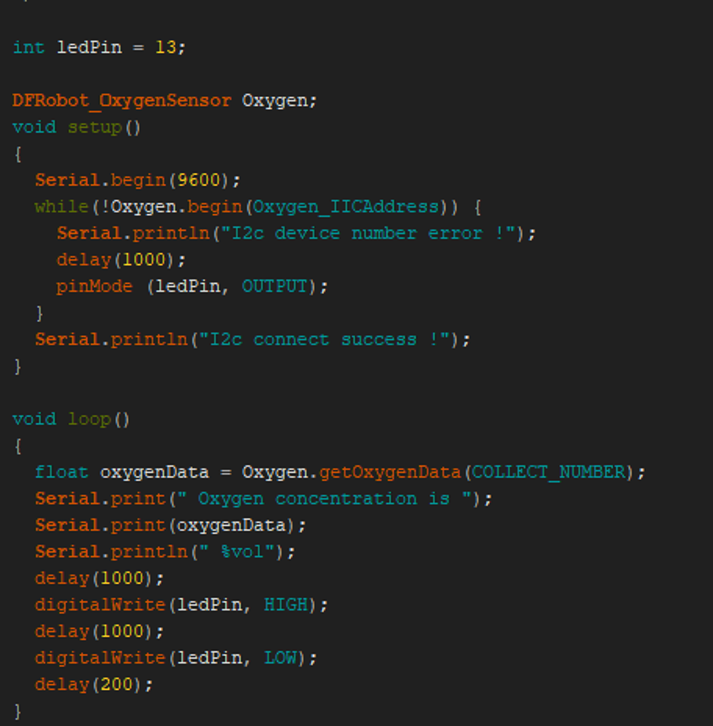 int ledPin = 13;
DFRobot_OxygenSensor Oxygen;
void setup()
{
  Serial.begin(9600);
  while(!Oxygen.begin(Oxygen_IICAddress)) {
    Serial.println("I2c device number error !");
    delay(1000);
    pinMode (ledPin, OUTPUT);
  }
  Serial.println("I2c connect success !");
}
void loop()
{
  float oxygenData = Oxygen.getOxygenData(COLLECT_NUMBER);
  Serial.print(" Oxygen concentration is ");
  Serial.print(oxygenData);
  Serial.println(" %vol");
  delay(1000);
  digitalWrite(ledPin, HIGH);
  delay(1000);
  digitalWrite(ledPin, LOW);
  delay(200);
}